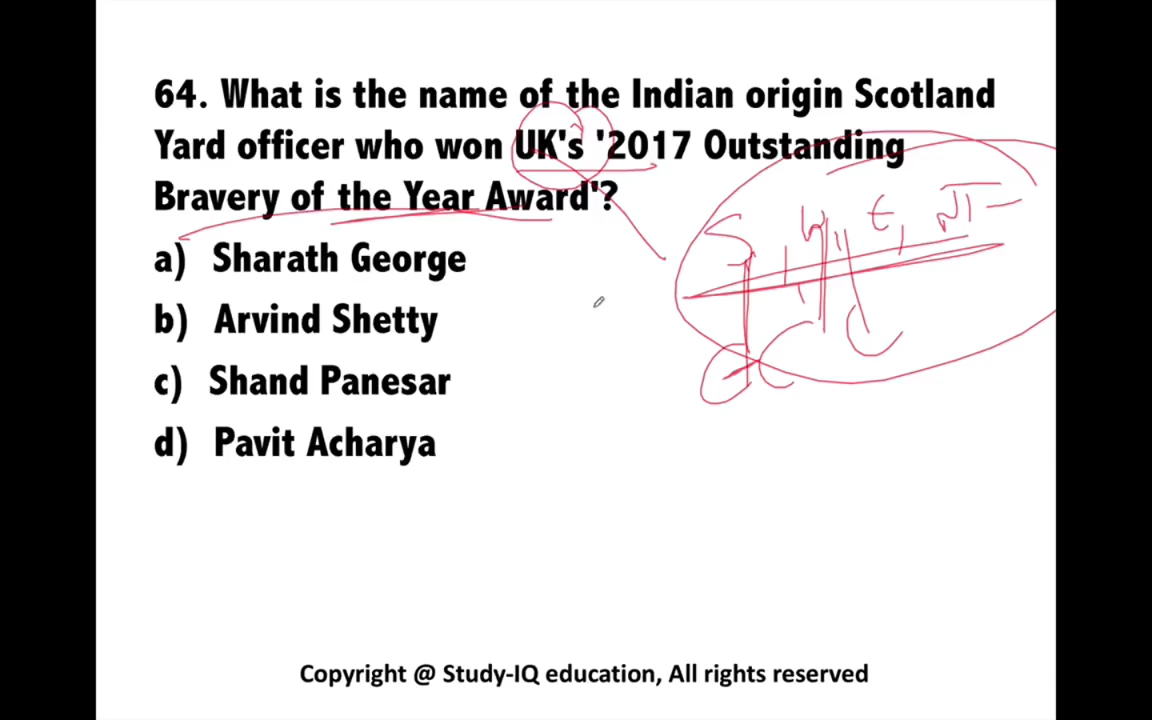 64. What is the name of the Indian origin Scotland
Yard officer who won UK's '2017 Outstanding
Bravery of the Year Award'?
a) Sharath George
b) Arvind Shetty
c) Shand Panesar
d) Pavit Acharya
Copyright @ Study-IQ education, All rights reserved